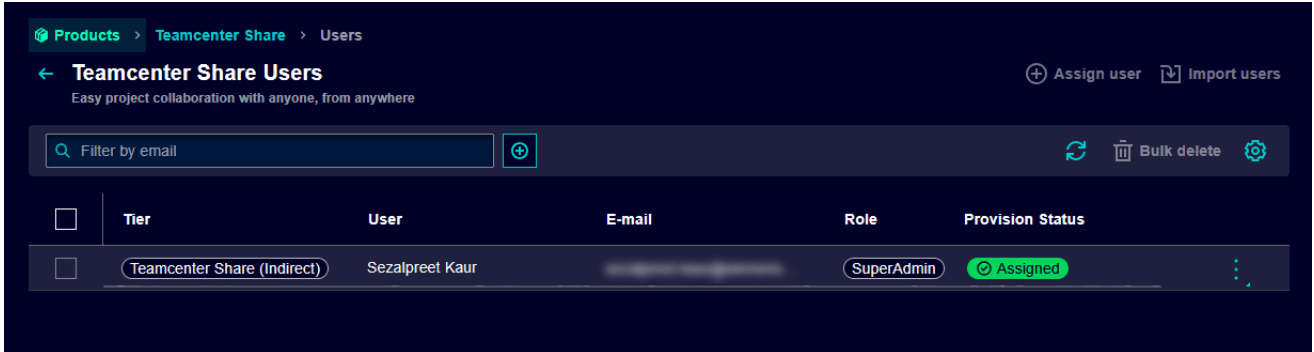 Products > Teamcenter Share > Users
Teamcenter Share Users
Easy project collaboration with anyone, from anywhere
Assign user Import users
Filter by email
Bulk delete
Tier User E-mail Role Provision Status
Teamcenter Share (Indirect) Sezalpreet Kaur SuperAdmin Assigned